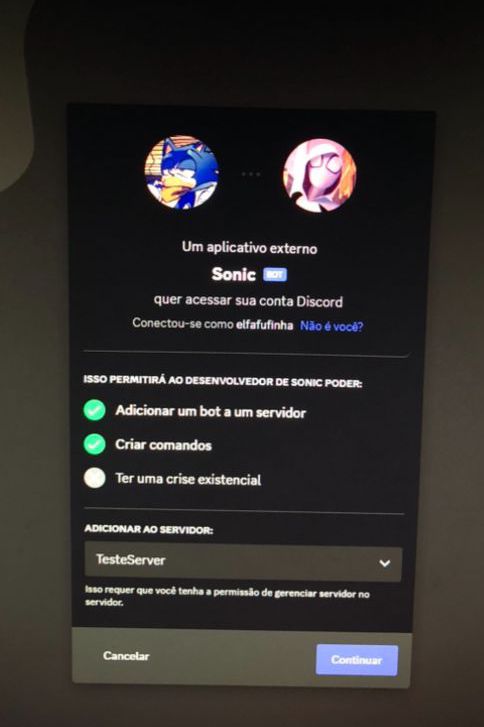 Um aplicativo externo
Sonic BOT
quer acessar sua conta Discord
Conectou-se como elfafufinha Não é você?
ISSO PERMITIRÁ AO DESENVOLVEDOR DE SONIC PODER:
Adicionar um bot a um servidor
Criar comandos
Ter uma crise existencial
ADICIONAR AO SERVIDOR:
TesteServer
Isso requer que você tenha a permissão de gerenciar servidor no
servidor.
Cancelar Continuar